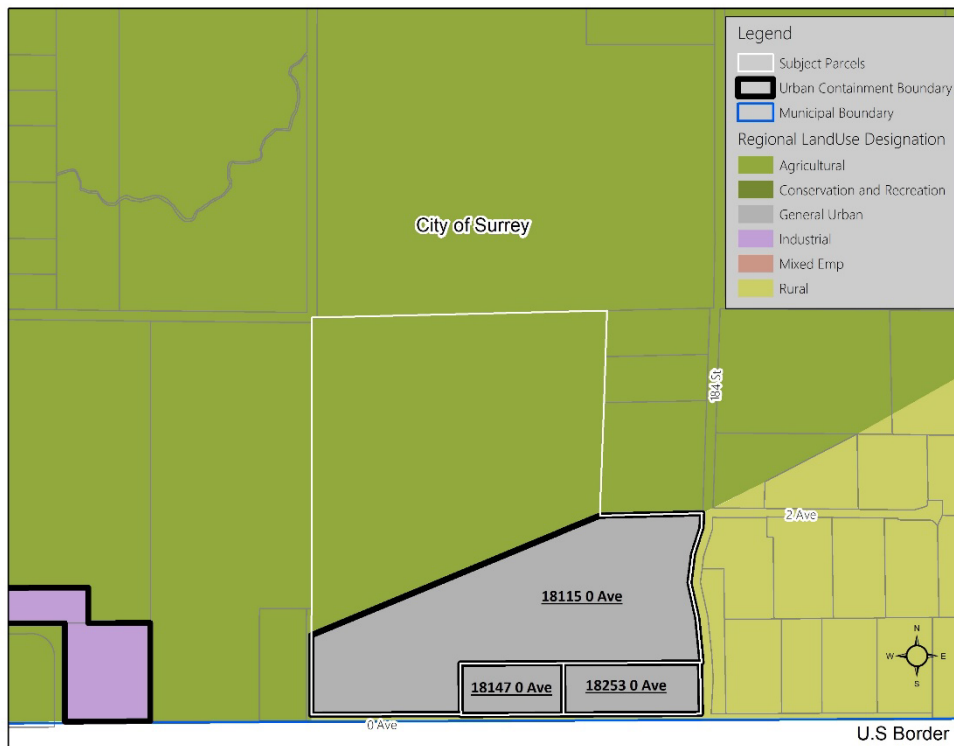 Legend
Subject Parcels
Urban Containment Boundary
Municipal Boundary
Regional LandUse Designation
Agricultural
Conservation and Recreation
General Urban
Industrial
Mixed Emp
Rural
City of Surrey
184 St
2 Ave
18115 0 Ave
18147 0 Ave
18253 0 Ave
N
W
E
S
0 Ave
U.S Border